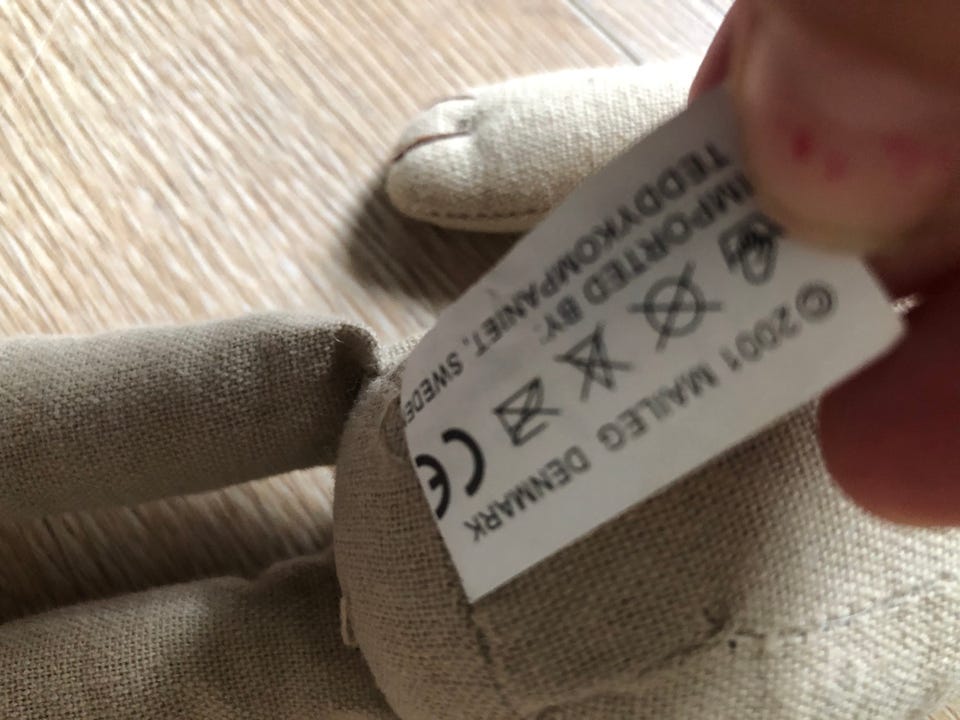 © 2001 MAILEG DENMARK
IMPORTED BY:
TEDDYKOMPANIET, SWEDE
CE